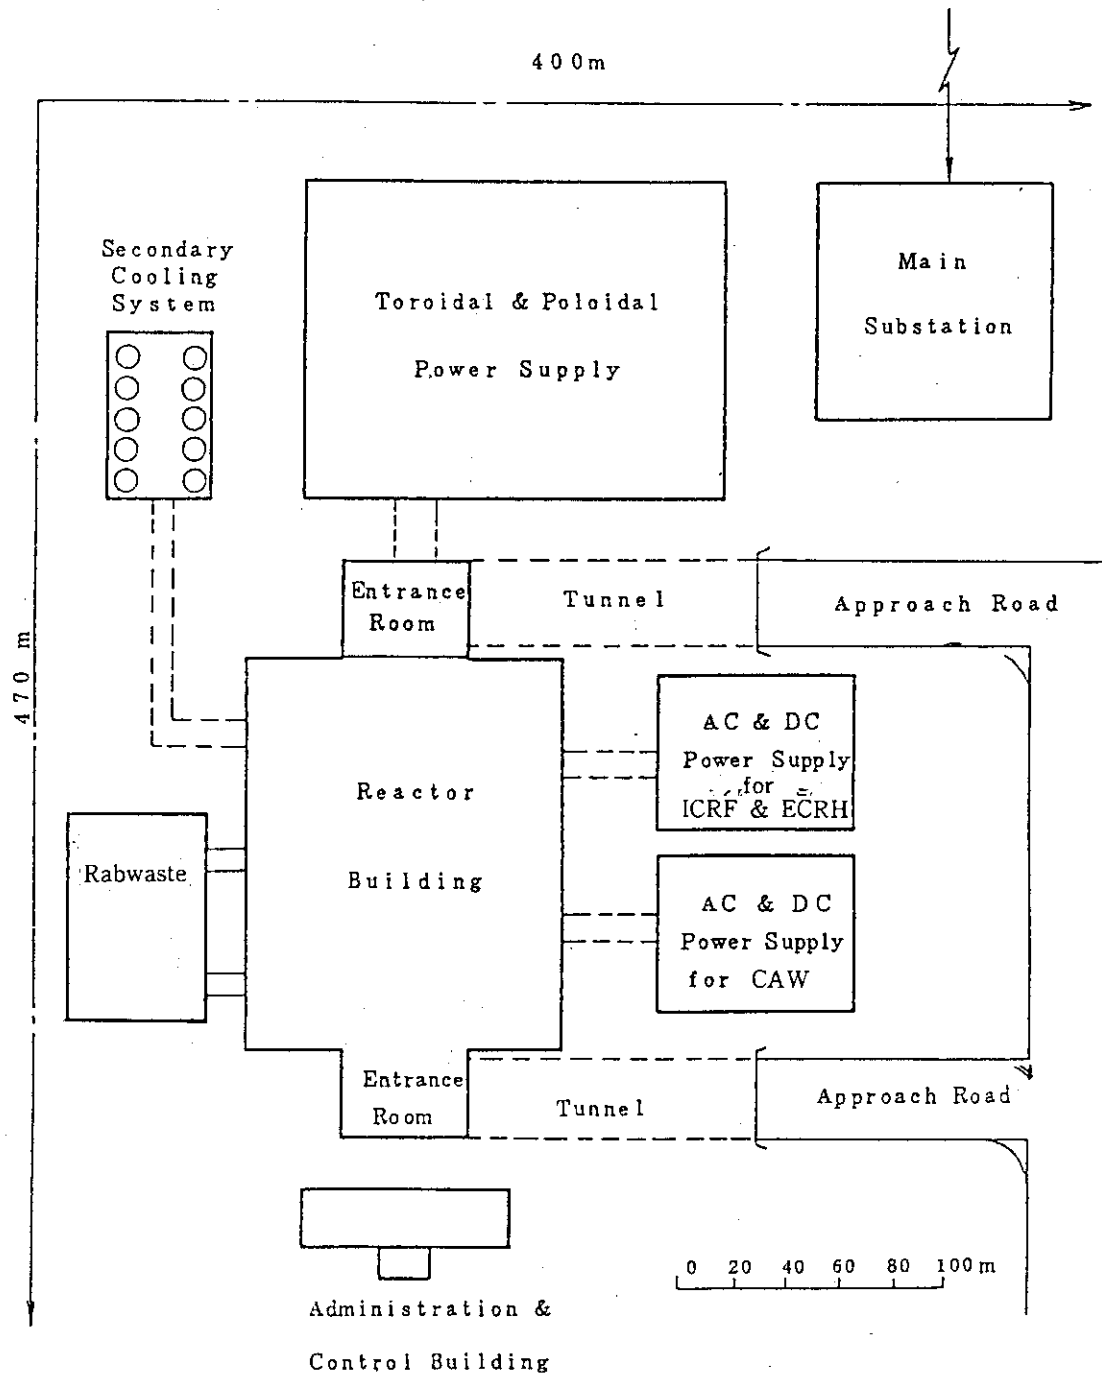 400m
Secondary
Cooling
System
Toroidal & Poloidal
Power Supply
Main
Substation
470 m
Entrance
Room
Tunnel
Approach Road
Reactor
Building
AC & DC
Power Supply
for
ICRF & ECRH
Rabwaste
AC & DC
Power Supply
for CAW
Entrance
Room
Tunnel
Approach Road
0 20 40 60 80 100 m
Administration &
Control Building